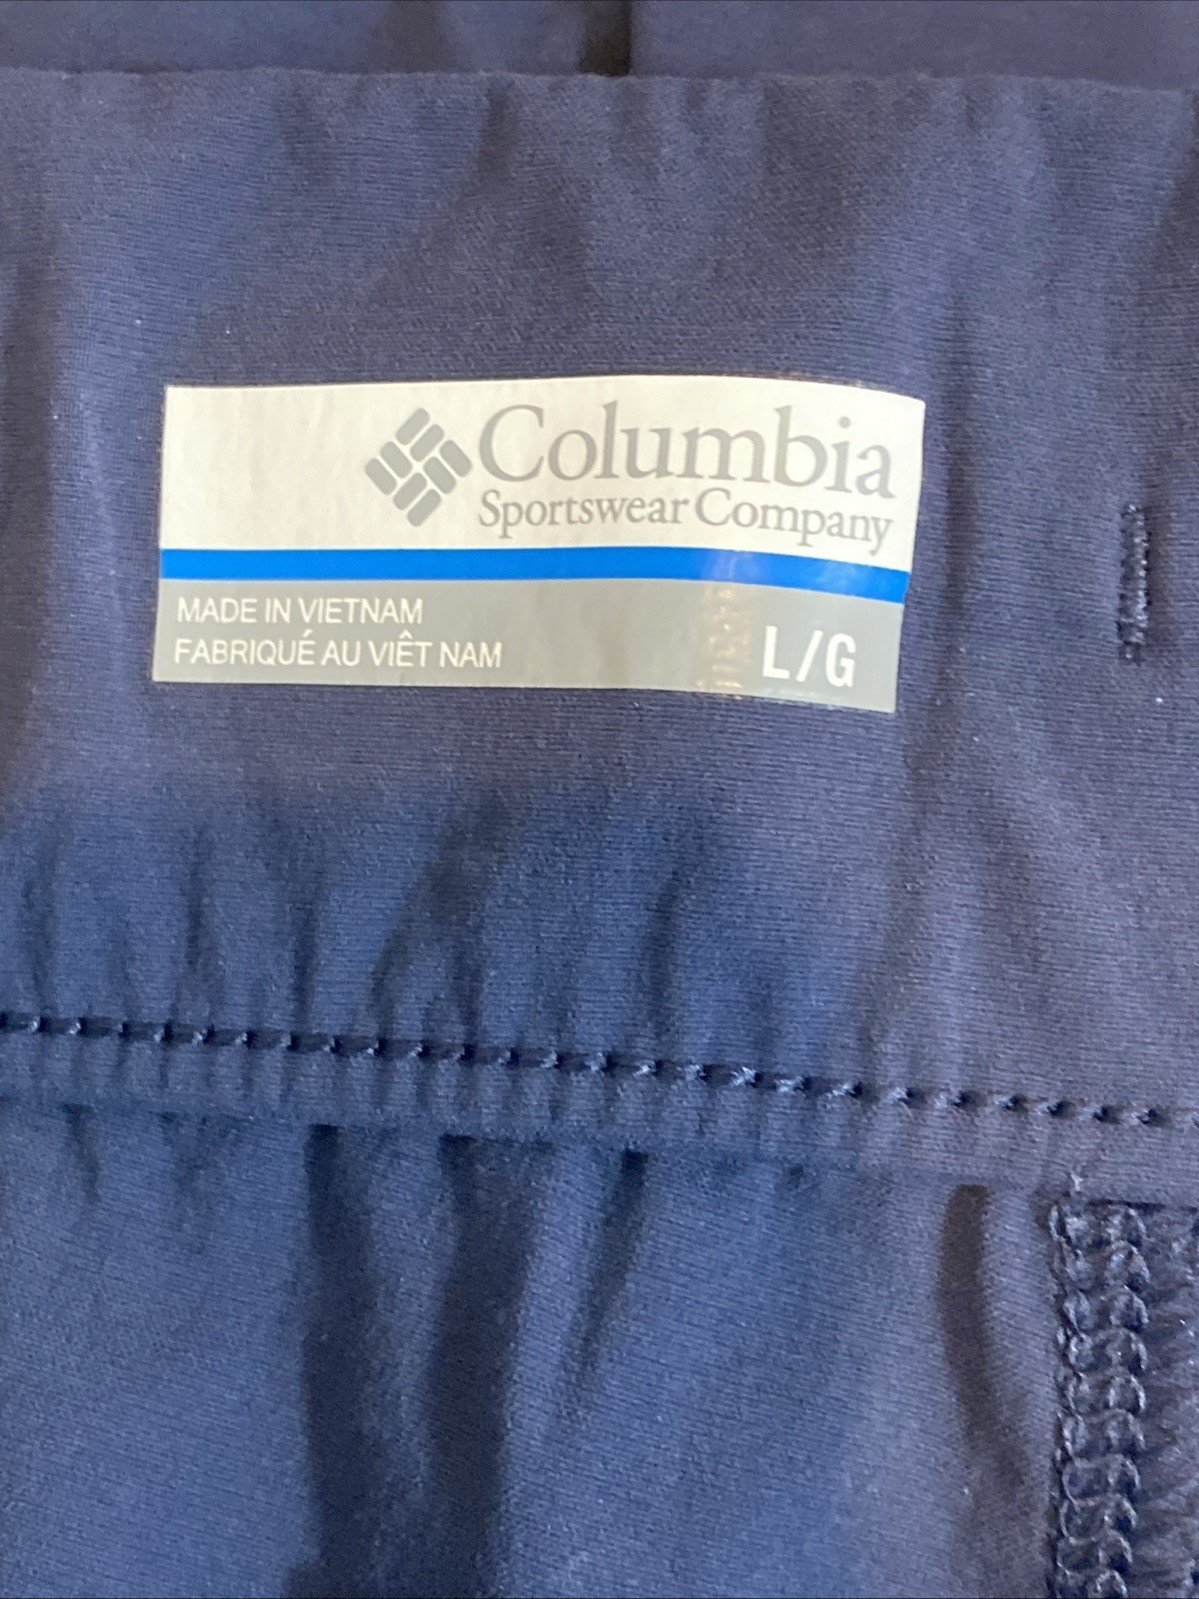 Columbia
Sportswear Company
MADE IN VIETNAM
FABRIQUÉ AU VIÊT NAM
L/G